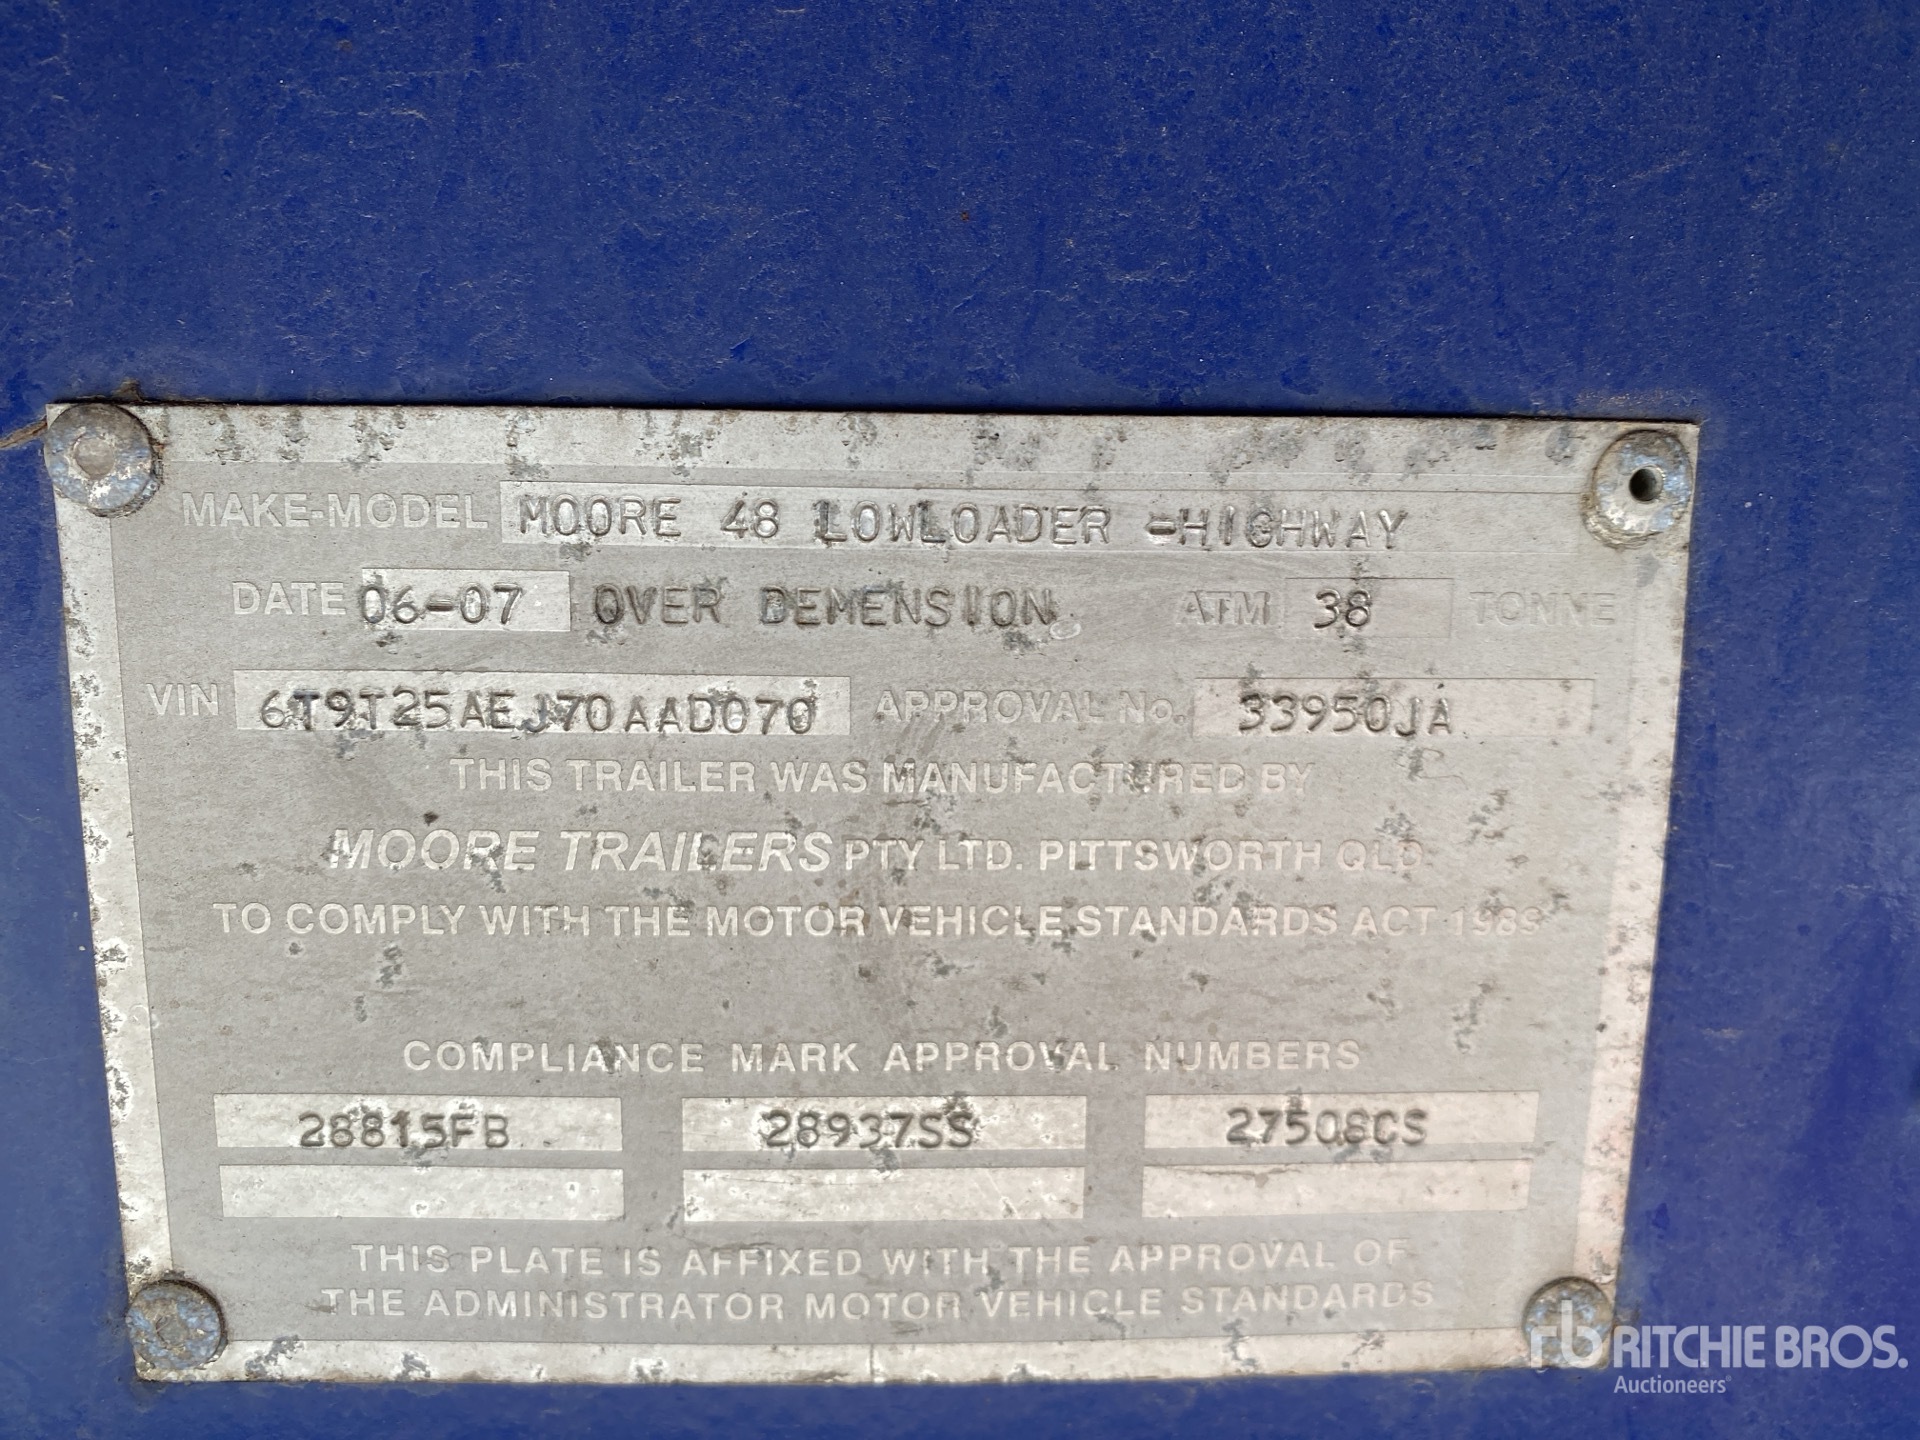 MAKE-MODEL MOORE 48 LOWLOADER -HIGHWAY
DATE 06-07 OVER DEMENSION ATM 38 TONNE
VIN 6T9T25AEJ70AAD070 APPROVAL No. 33950JA
THIS TRAILER WAS MANUFACTURED BY
MOORE TRAILERS PTY LTD. PITTSWORTH QLD.
TO COMPLY WITH THE MOTOR VEHICLE STANDARDS ACT 1989
COMPLIANCE MARK APPROVAL NUMBERS
28815FB 28937SS 27508CS
THIS PLATE IS AFFIXED WITH THE APPROVAL OF
THE ADMINISTRATOR MOTOR VEHICLE STANDARDS
rb RITCHIE BROS.
Auctioneers